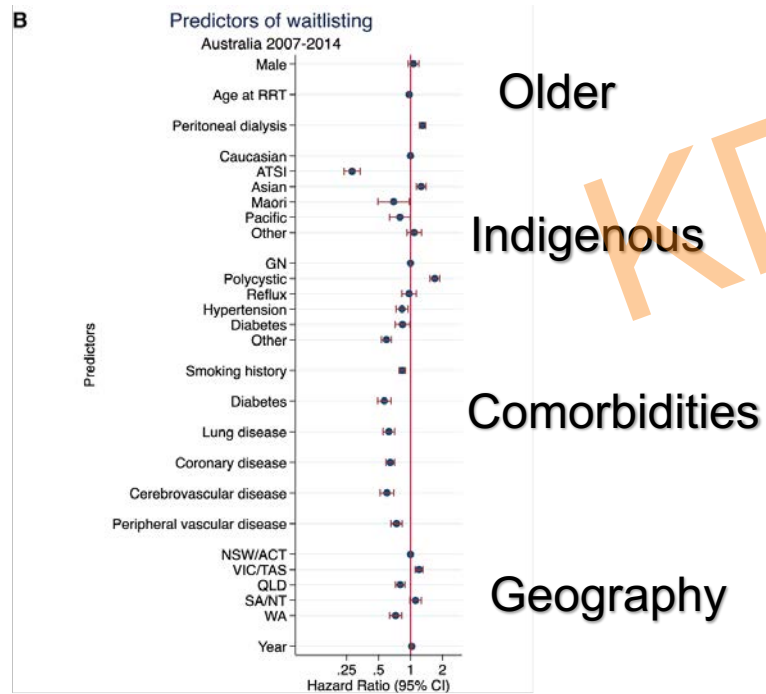 B
Predictors of waitlisting
Australia 2007-2014
Male
Age at RRT
Peritoneal dialysis
Caucasian
ATSI
Asian
Maori
Pacific
Other
GN
Polycystic
Reflux
Hypertension
Diabetes
Other
Smoking history
Diabetes
Lung disease
Coronary disease
Cerebrovascular disease
Peripheral vascular disease
NSW/ACT
VIC/TAS
QLD
SA/NT
WA
Year
Predictors
.25 .5 1 2
Hazard Ratio (95% CI)
Older
Indigenous
Comorbidities
Geography